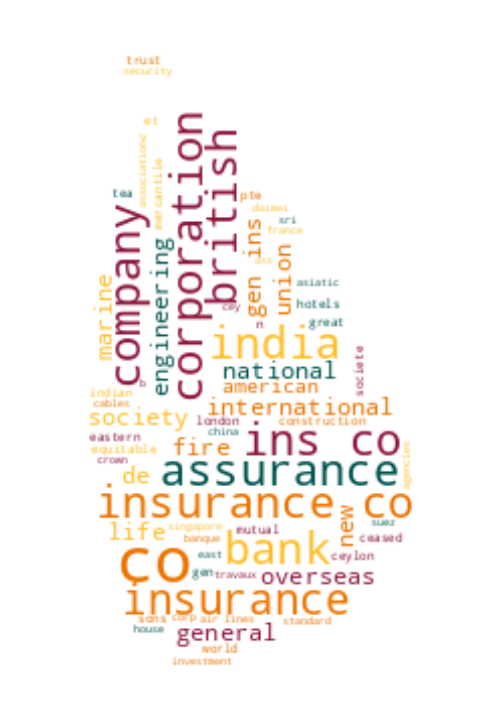 trust
security
et
associations
mercantile
corporation
british
tea
pte
daimei
sri
france
company
engineering
gen ins
union
ass
asiatic
marine
hotels
cey
great
n
india
national
societe
b
american
indian
cables
international
society
london
construction
china
eastern
fire
ins co
equitable
crown
assurance
agencies
de
insurance co
new
suez
life
singapore
mutual
ceased
banque
bank
co
east
ceylon
gen
travaux
overseas
insurance
sons
corp
air lines
standard
house
general
world
investment